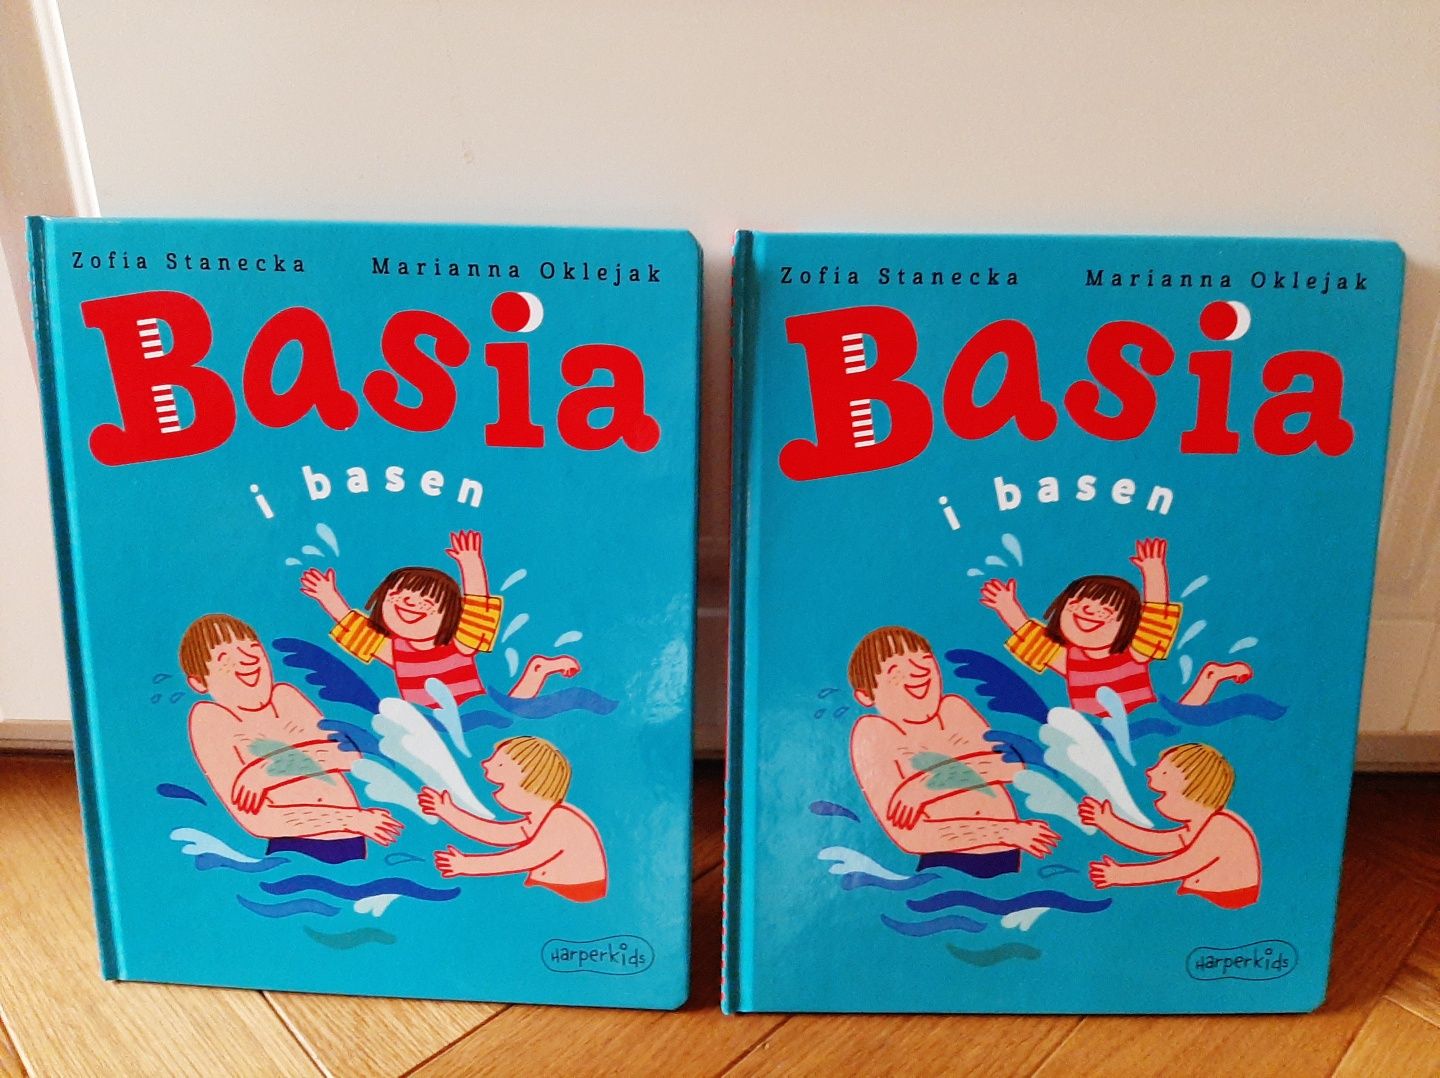 Zofia Stanecka Marianna Oklejak
Basia
i basen
Harperkids
Zofia Stanecka Marianna Oklejak
Basia
i basen
Harperkids